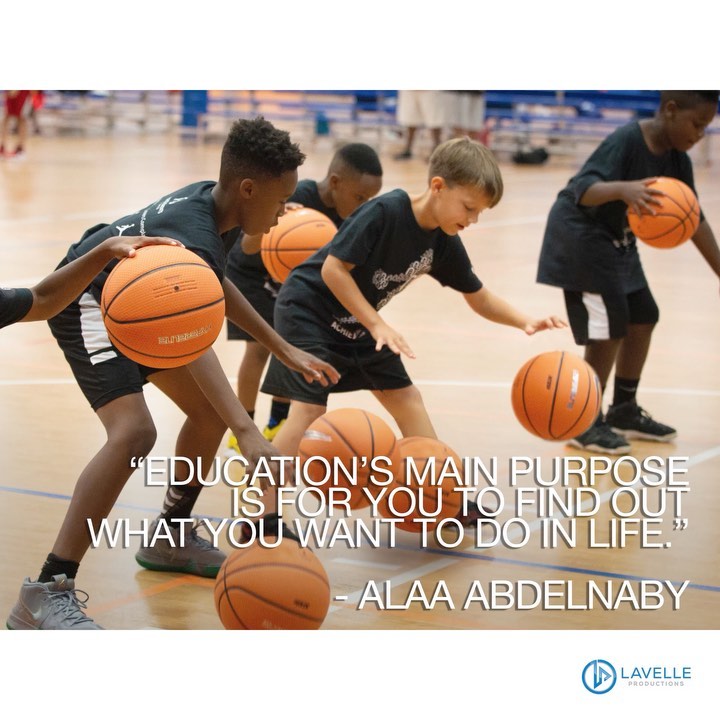 “EDUCATION’S MAIN PURPOSE
IS FOR YOU TO FIND OUT
WHAT YOU WANT TO DO IN LIFE.”
- ALAA ABDELNABY
LAVELLE
PRODUCTIONS